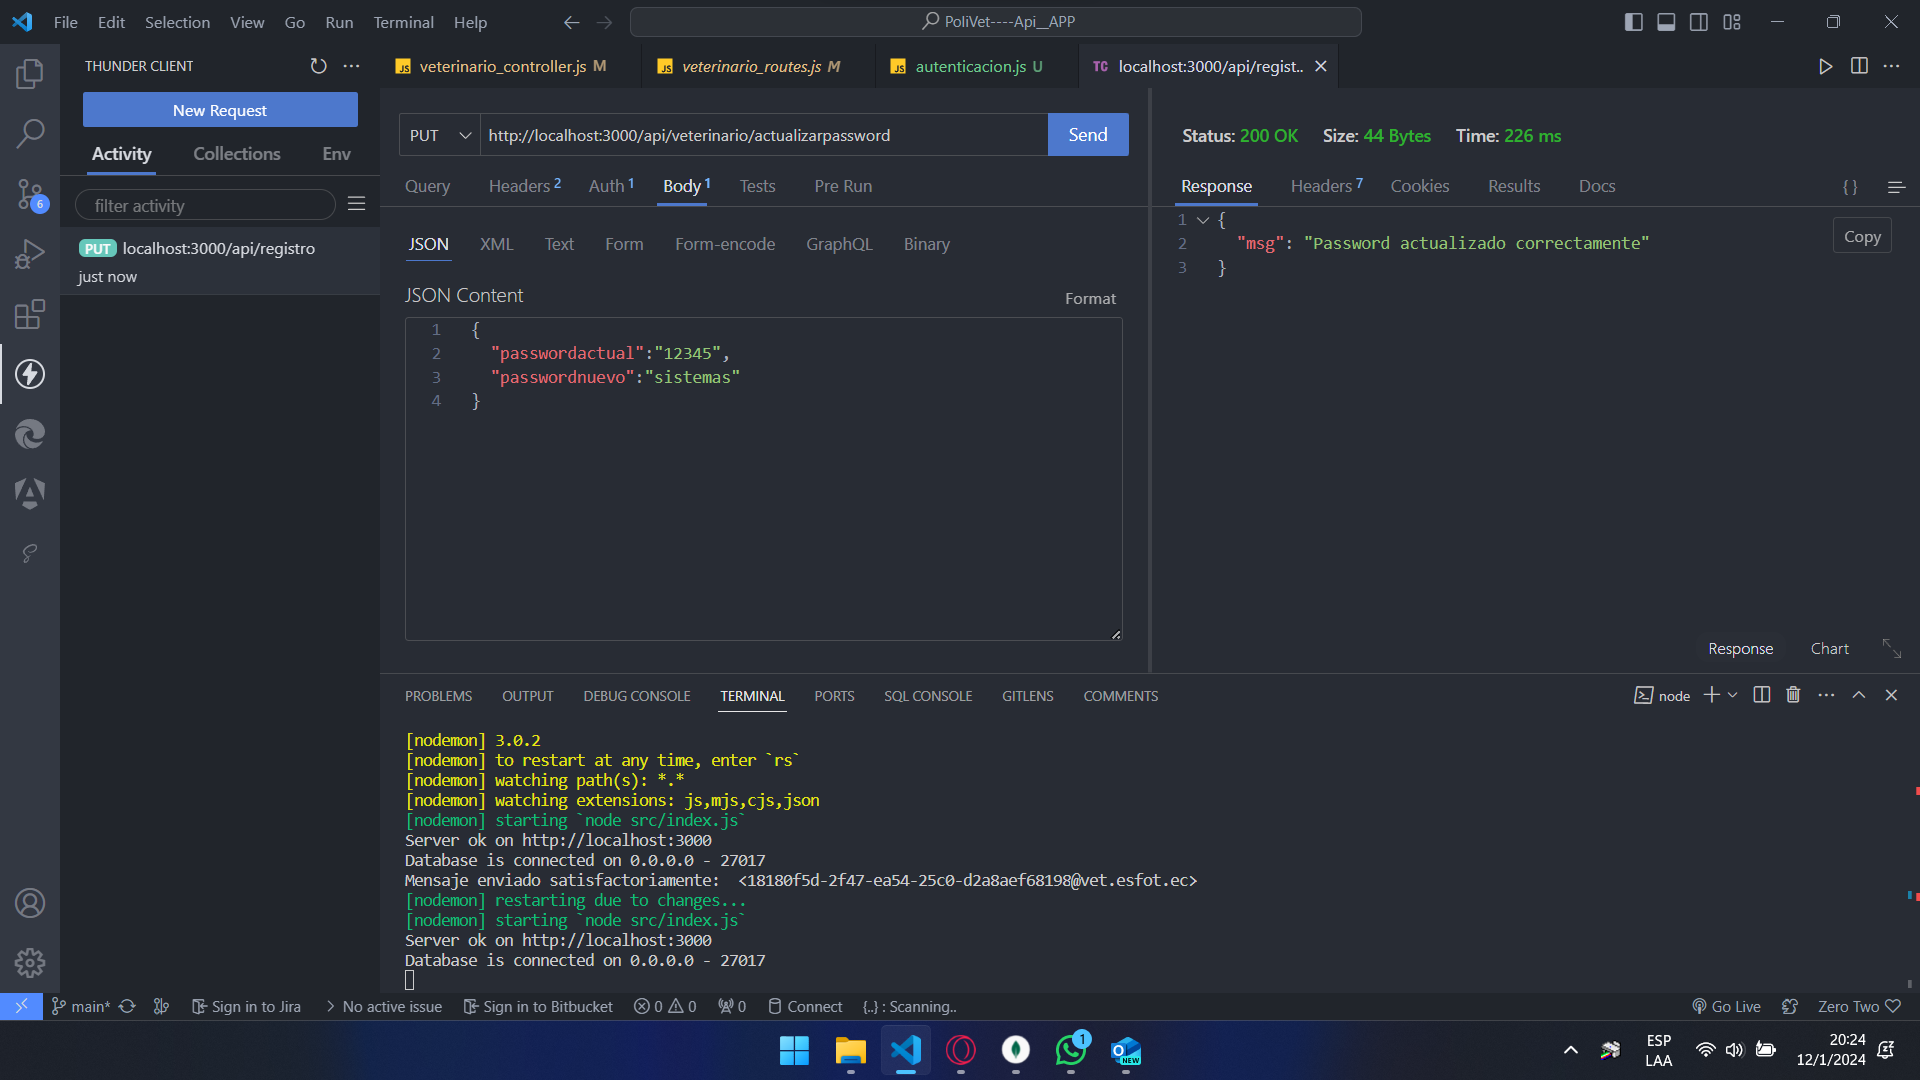 File Edit Selection View Go Run Terminal Help
PoliVet----Api__APP
THUNDER CLIENT
New Request
Activity Collections Env
filter activity
PUT localhost:3000/api/registro
just now
JS veterinario_controller.js M
JS veterinario_routes.js M
JS autenticacion.js U
TC localhost:3000/api/regist..
PUT http://localhost:3000/api/veterinario/actualizarpassword Send
Query Headers 2 Auth 1 Body 1 Tests Pre Run
JSON XML Text Form Form-encode GraphQL Binary
JSON Content
Format
1 {
2 "passwordactual":"12345",
3 "passwordnuevo":"sistemas"
4 }
Status: 200 OK Size: 44 Bytes Time: 226 ms
Response Headers 7 Cookies Results Docs { }
1 {
2 "msg": "Password actualizado correctamente"
3 }
Copy
Response Chart
PROBLEMS OUTPUT DEBUG CONSOLE TERMINAL PORTS SQL CONSOLE GITLENS COMMENTS
node
[nodemon] 3.0.2
[nodemon] to restart at any time, enter `rs`
[nodemon] watching path(s): *.*
[nodemon] watching extensions: js,mjs,cjs,json
[nodemon] starting `node src/index.js`
Server ok on http://localhost:3000
Database is connected on 0.0.0.0 - 27017
Mensaje enviado satisfactoriamente:  <18180f5d-2f47-ea54-25c0-d2a8aef68198@vet.esfot.ec>
[nodemon] restarting due to changes...
[nodemon] starting `node src/index.js`
Server ok on http://localhost:3000
Database is connected on 0.0.0.0 - 27017
6
main* Sign in to Jira No active issue Sign in to Bitbucket 0 0 0 Connect {..} : Scanning.. Go Live Zero Two
1
NEW
ESP
LAA
20:24
12/1/2024